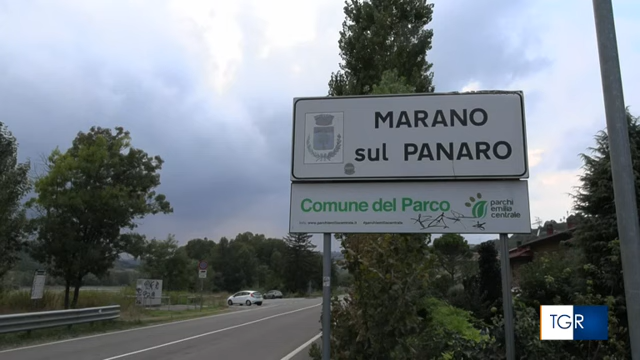 MARANO
sul PANARO
Comune del Parco
parchi
emilia
centrale
TGR